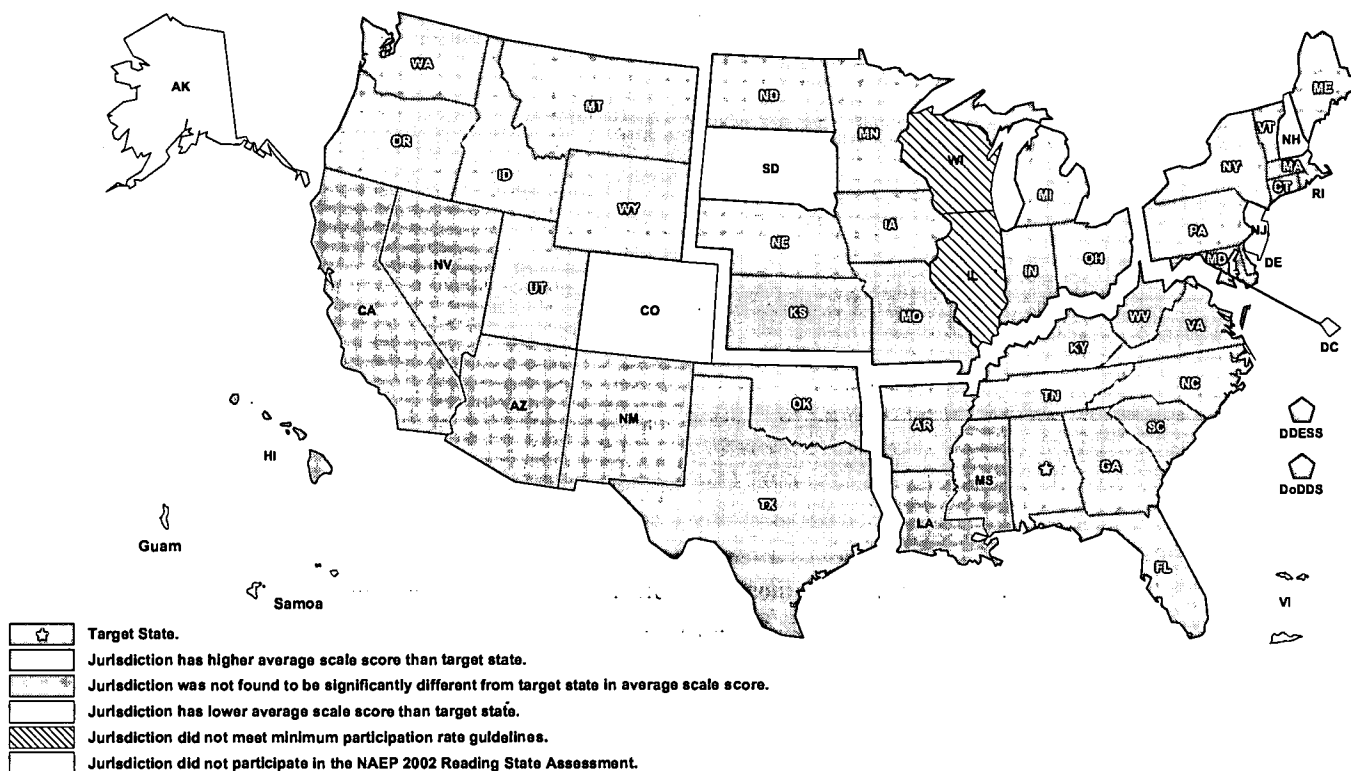 AK
WA
MT
ND
MN
ME
OR
ID
SD
WI
VT
NH
NY
MA
CT
RI
WY
MI
IA
NE
PA
NJ
NV
UT
IN
OH
MD
DE
CA
CO
KS
MO
IL
WV
VA
DC
KY
AZ
NM
OK
TN
NC
AR
SC
DDESS
HI
TX
MS
GA
DoDDS
LA
Guam
FL
Samoa
VI
Target State.
Jurisdiction has higher average scale score than target state.
Jurisdiction was not found to be significantly different from target state in average scale score.
Jurisdiction has lower average scale score than target state.
Jurisdiction did not meet minimum participation rate guidelines.
Jurisdiction did not participate in the NAEP 2002 Reading State Assessment.